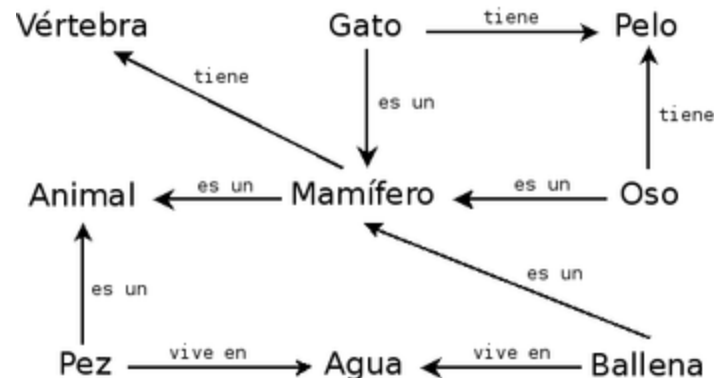 Vértebra Gato tiene Pelo
tiene es un tiene
Animal es un Mamífero es un Oso
es un es un
Pez vive en Agua vive en Ballena